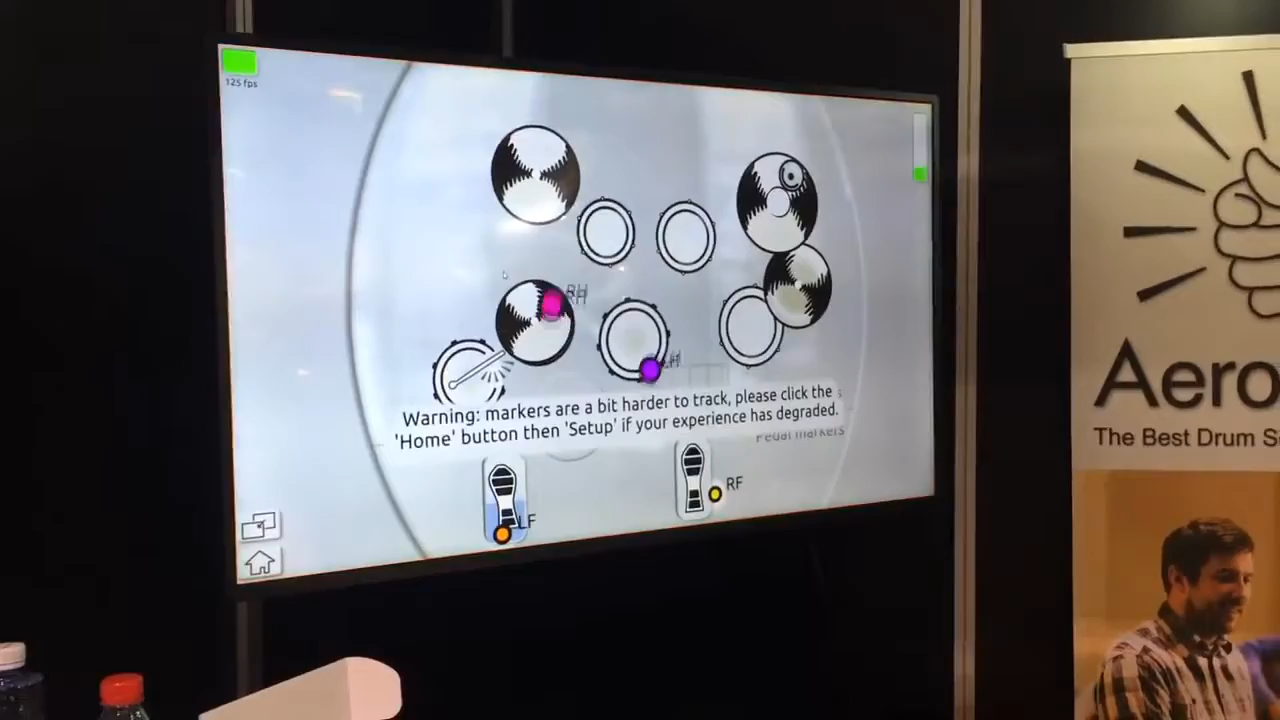 125 fps
RH
LH
Warning: markers are a bit harder to track, please click the
'Home' button then 'Setup' if your experience has degraded.
Pedal markers
LF
RF
Aero
The Best Drum S